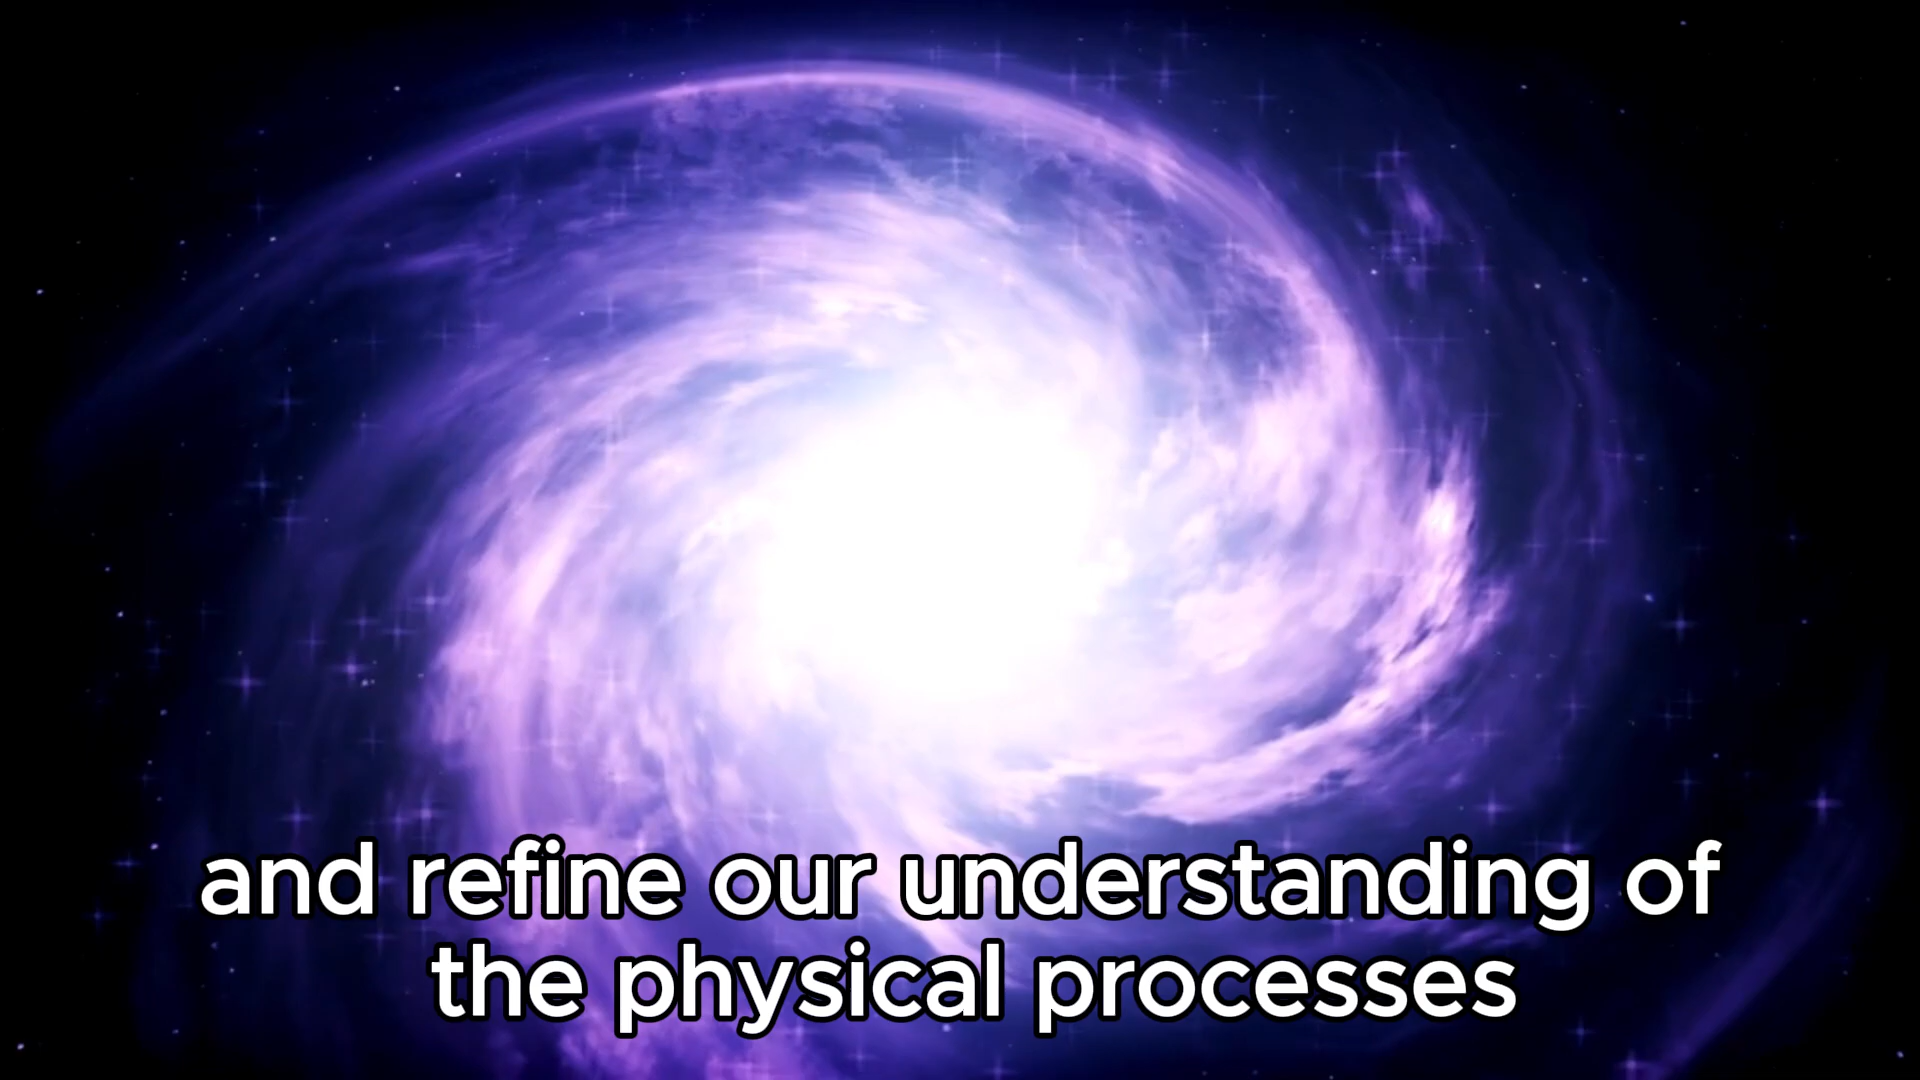 and refine our understanding of
the physical processes